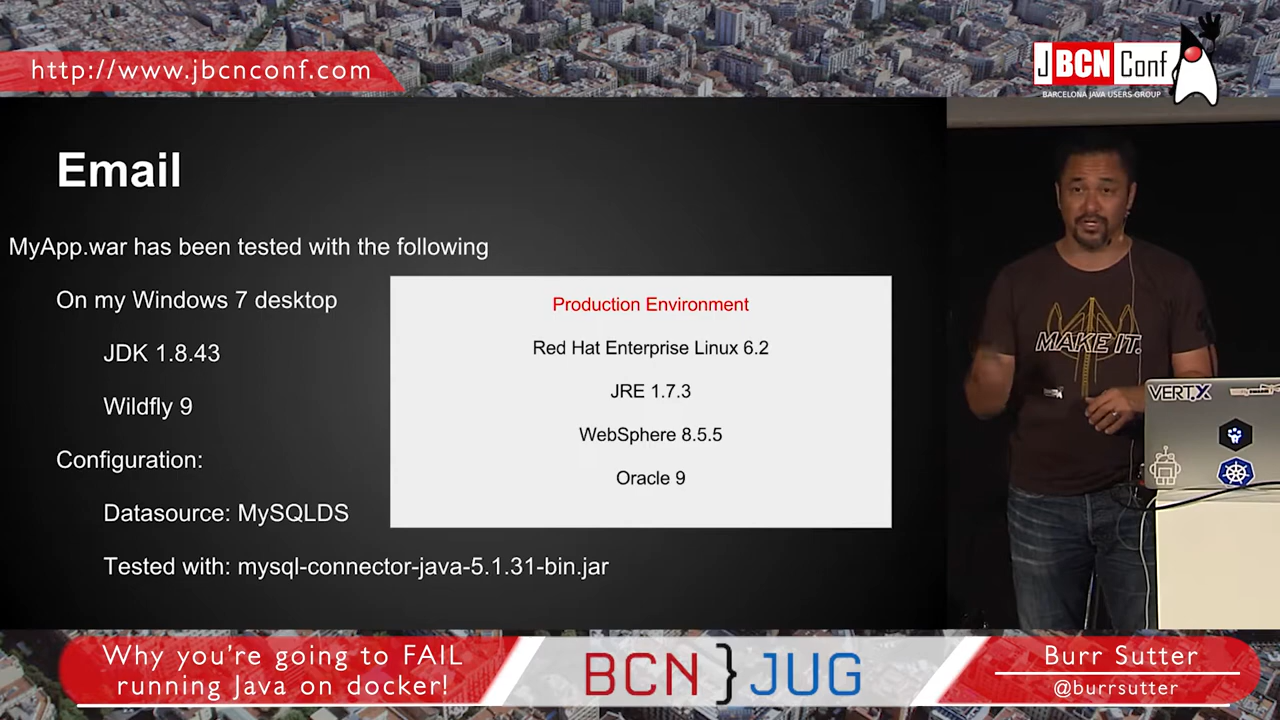 http://www.jbcnconf.com
JBCNConf
BARCELONA JAVA USERS GROUP
Email
MyApp.war has been tested with the following
On my Windows 7 desktop
JDK 1.8.43
Wildfly 9
Configuration:
Datasource: MySQLDS
Tested with: mysql-connector-java-5.1.31-bin.jar
Production Environment
Red Hat Enterprise Linux 6.2
JRE 1.7.3
WebSphere 8.5.5
Oracle 9
MAKE IT.
VERT.X
Why you're going to FAIL
running Java on docker!
BCN}JUG
Burr Sutter
@burrsutter